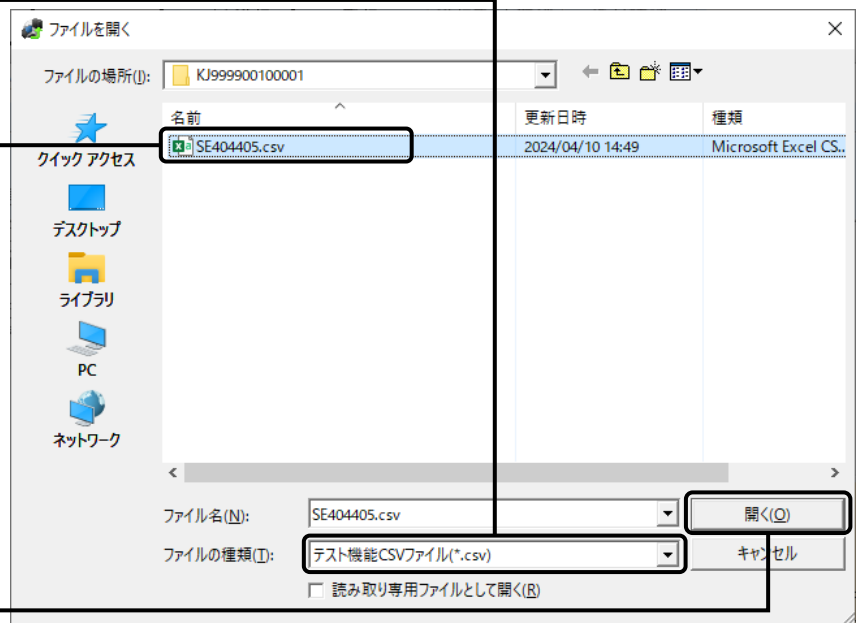 ファイルを開く
ファイルの場所(I):
KJ999900100001
名前
更新日時
種類
SE404405.csv
2024/04/10 14:49
Microsoft Excel CS...
クイック アクセス
デスクトップ
ライブラリ
PC
ネットワーク
ファイル名(N):
SE404405.csv
開く(O)
ファイルの種類(T):
テスト機能CSVファイル(*.csv)
キャンセル
読み取り専用ファイルとして開く(R)